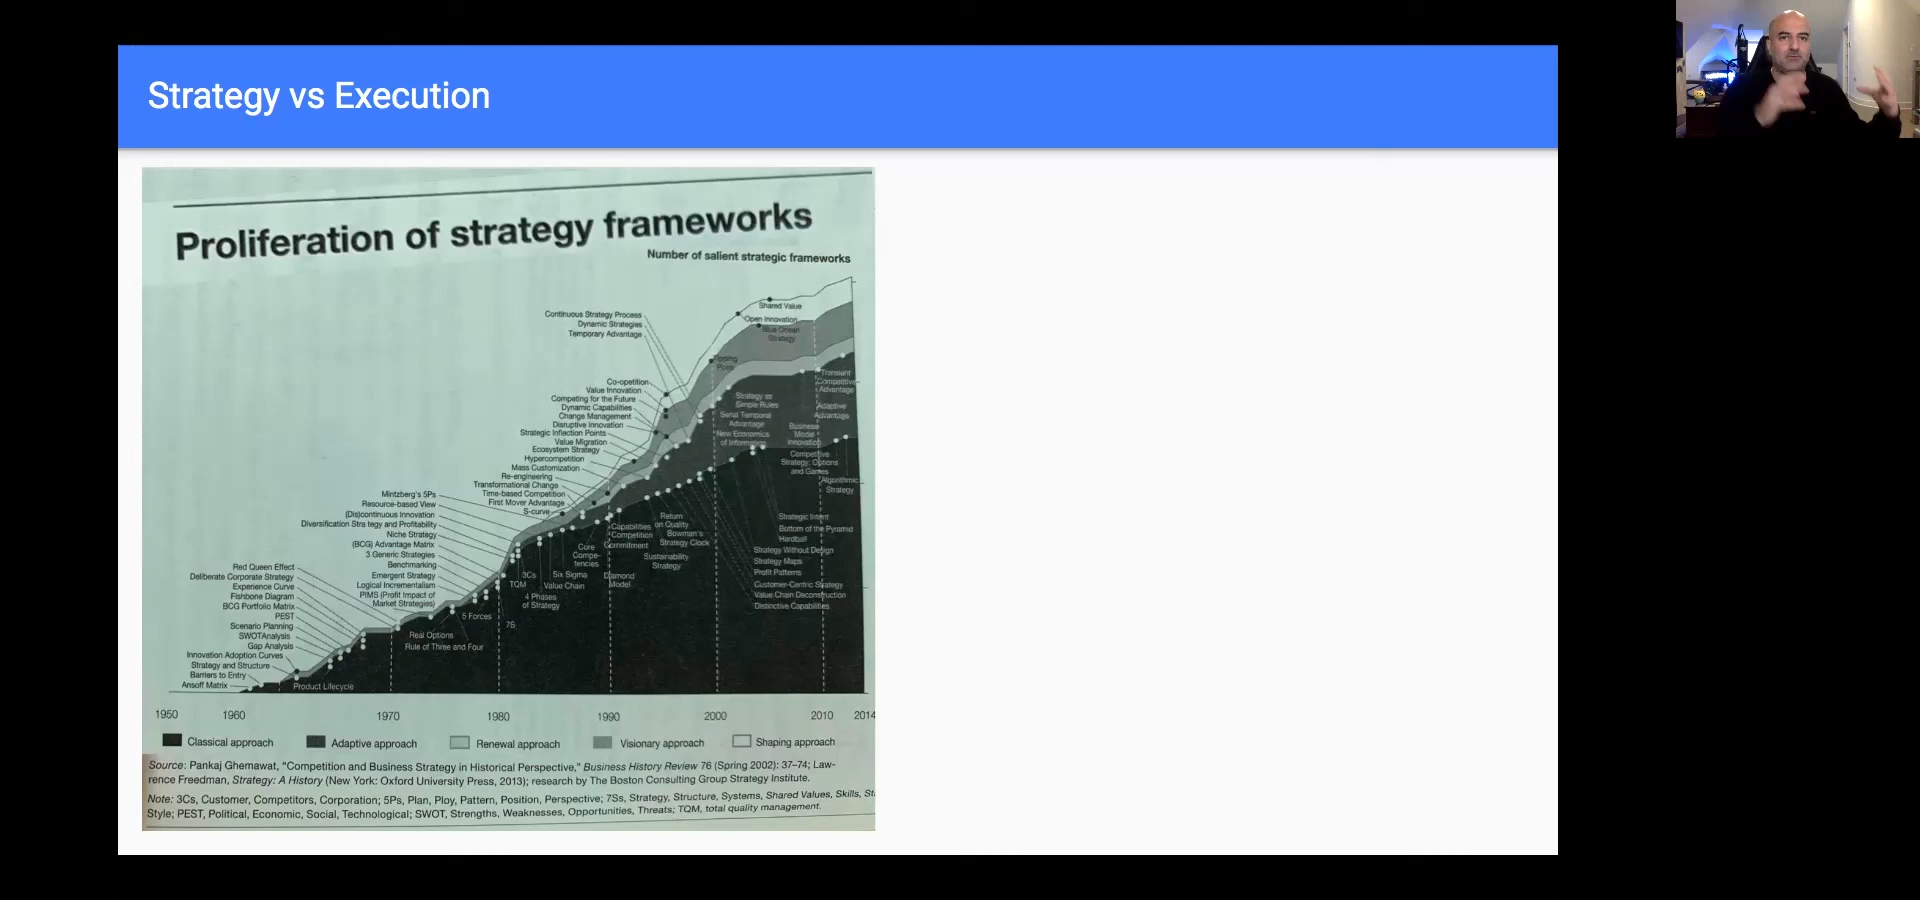 Strategy vs Execution
Proliferation of strategy frameworks
Number of salient strategic frameworks
Shared Value
Open Innovation
Blue Ocean
Strategy
Tipping
Point
Continuous Strategy Process
Dynamic Strategies
Temporary Advantage
Co-opetition
Value Innovation
Competing for the Future
Dynamic Capabilities
Change Management
Disruptive Innovation
Strategic Inflection Points
Value Migration
Ecosystem Strategy
Hypercompetition
Mass Customization
Re-engineering
Transformational Change
Time-based Competition
First Mover Advantage
S-curve
Mintzberg's 5Ps
Resource-based View
(Dis)continuous Innovation
Diversification Stra tegy and Profitability
Niche Strategy
(BCG) Advantage Matrix
3 Generic Strategies
Benchmarking
Emergent Strategy
Logical Incrementalism
PIMS (Profit Impact of
Market Strategies)
Red Queen Effect
Deliberate Corporate Strategy
Experience Curve
Fishbone Diagram
BCG Portfolio Matrix
PEST
Scenario Planning
SWOTAnalysis
Gap Analysis
Innovation Adoption Curves
Strategy and Structure
Barriers to Entry
Ansoff Matrix
Product Lifecycle
Real Options
Rule of Three and Four
5 Forces
7S
3Cs
TQM
Six Sigma
Value Chain
4 Phases
of Strategy
Core
Compe-
tencies
Capabilities
Competition
Commitment
Diamond
Model
Return
on Quality
Bowman's
Strategy Clock
Sustainability
Strategy
Strategy as
Simple Rules
Serial Temporal
Advantage
New Economics
of Information
Transient
Competitive
Advantage
Adaptive
Advantage
Business
Model
Innovation
Competitive
Strategy: Options
and Games
Algorithmic
Strategy
Strategic Intent
Bottom of the Pyramid
Hardball
Strategy Without Design
Strategy Maps
Profit Patterns
Customer-Centric Strategy
Value Chain Deconstruction
Distinctive Capabilities
1950 1960 1970 1980 1990 2000 2010 2014
Classical approach Adaptive approach Renewal approach Visionary approach Shaping approach
Source: Pankaj Ghemawat, "Competition and Business Strategy in Historical Perspective," Business History Review 76 (Spring 2002): 37–74; Law-
rence Freedman, Strategy: A History (New York: Oxford University Press, 2013); research by The Boston Consulting Group Strategy Institute.
Note: 3Cs, Customer, Competitors, Corporation; 5Ps, Plan, Ploy, Pattern, Position, Perspective; 7Ss, Strategy, Structure, Systems, Shared Values, Skills, St
Style; PEST, Political, Economic, Social, Technological; SWOT, Strengths, Weaknesses, Opportunities, Threats; TQM, total quality management.